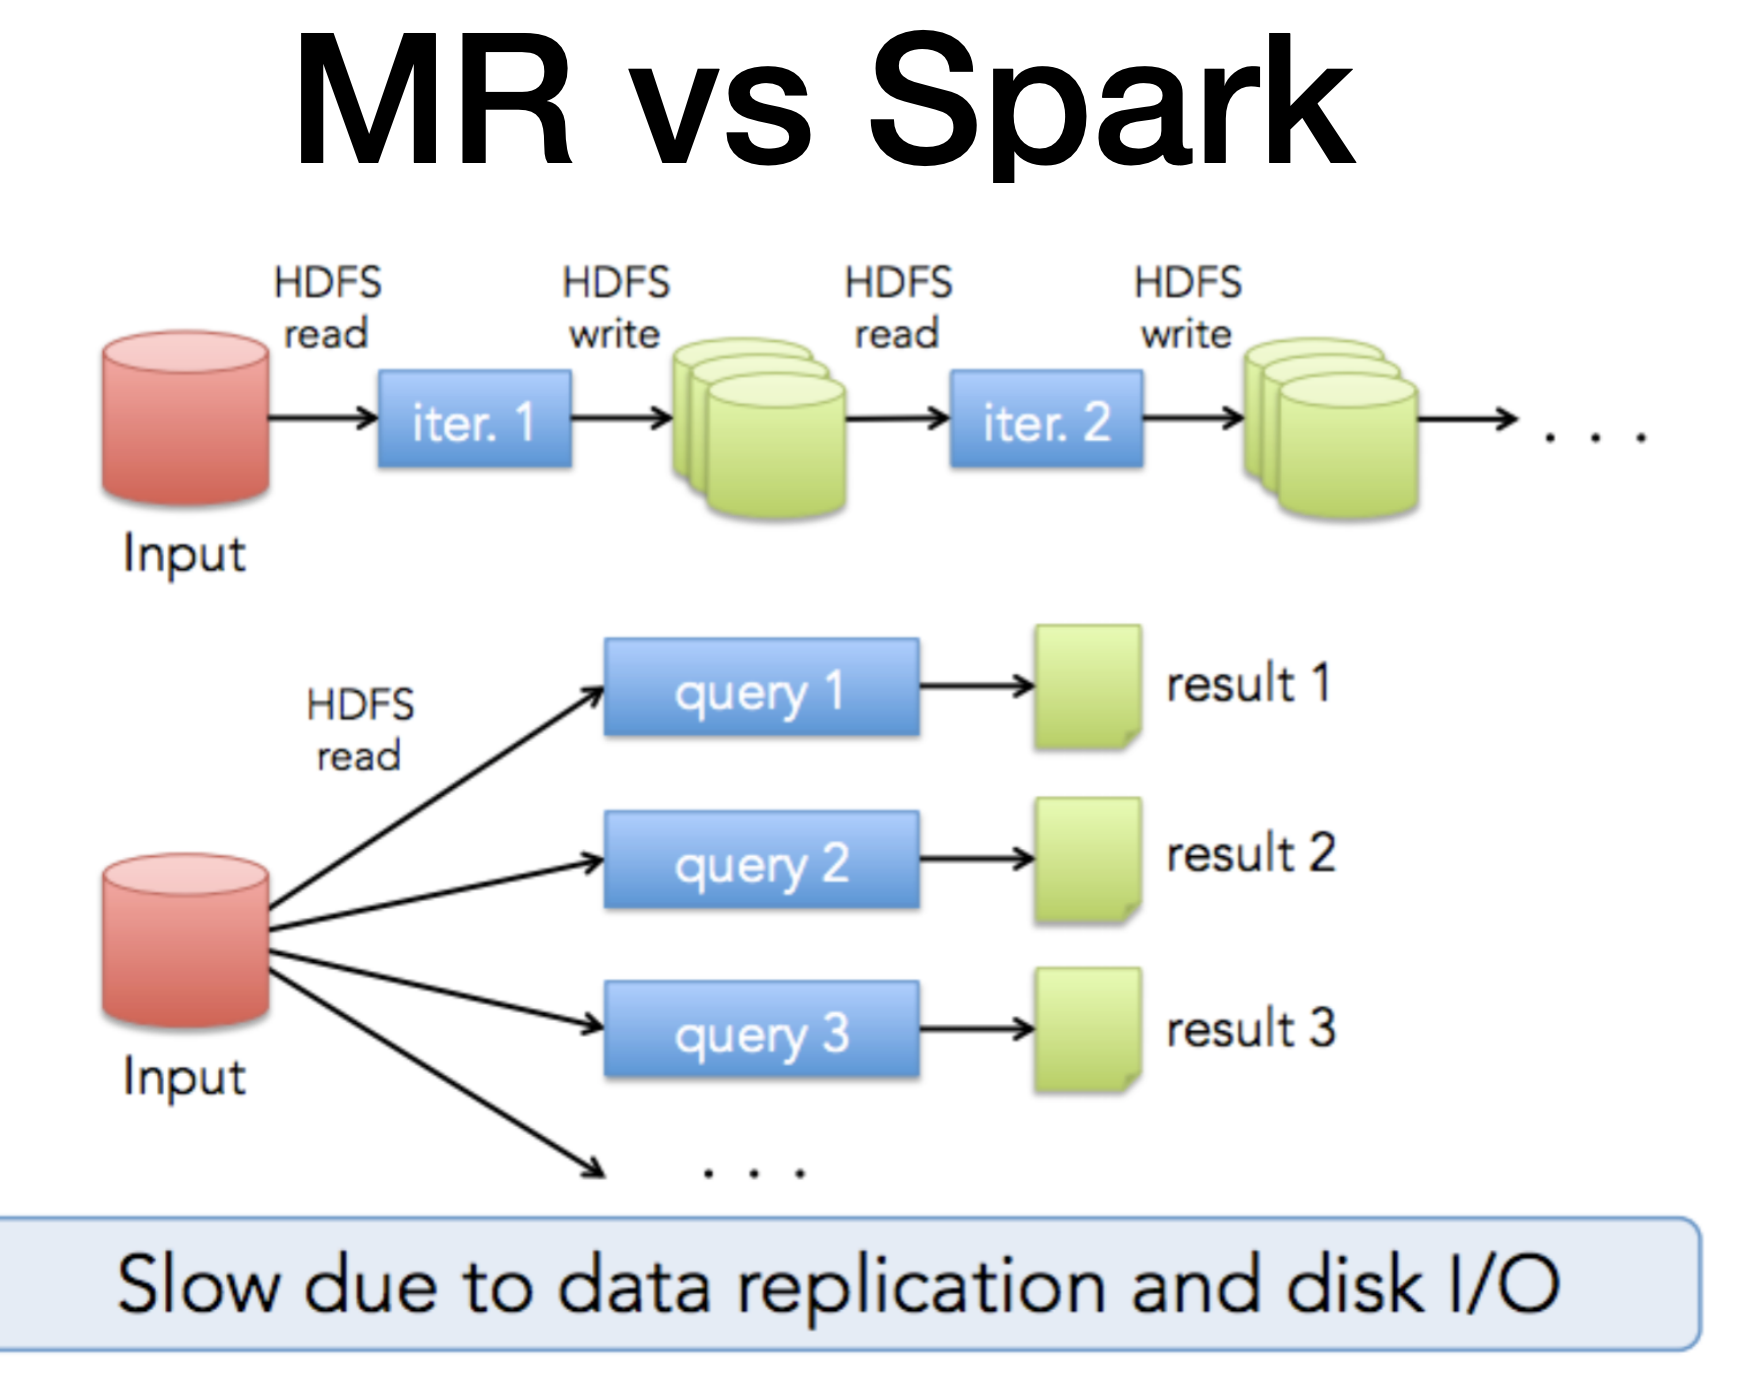 MR vs Spark
HDFS
read
HDFS
write
HDFS
read
HDFS
write
iter. 1
iter. 2
. . .
Input
HDFS
read
query 1
result 1
query 2
result 2
query 3
result 3
Input
. . .
Slow due to data replication and disk I/O